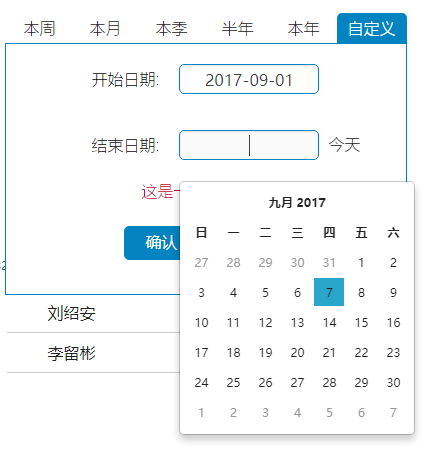 本周 本月 本季 半年 本年 自定义
开始日期: 2017-09-01
结束日期: 今天
这是
九月 2017
日 一 二 三 四 五 六
27 28 29 30 31 1 2
确认
3 4 5 6 7 8 9
刘绍安
10 11 12 13 14 15 16
李留彬
17 18 19 20 21 22 23
24 25 26 27 28 29 30
1 2 3 4 5 6 7